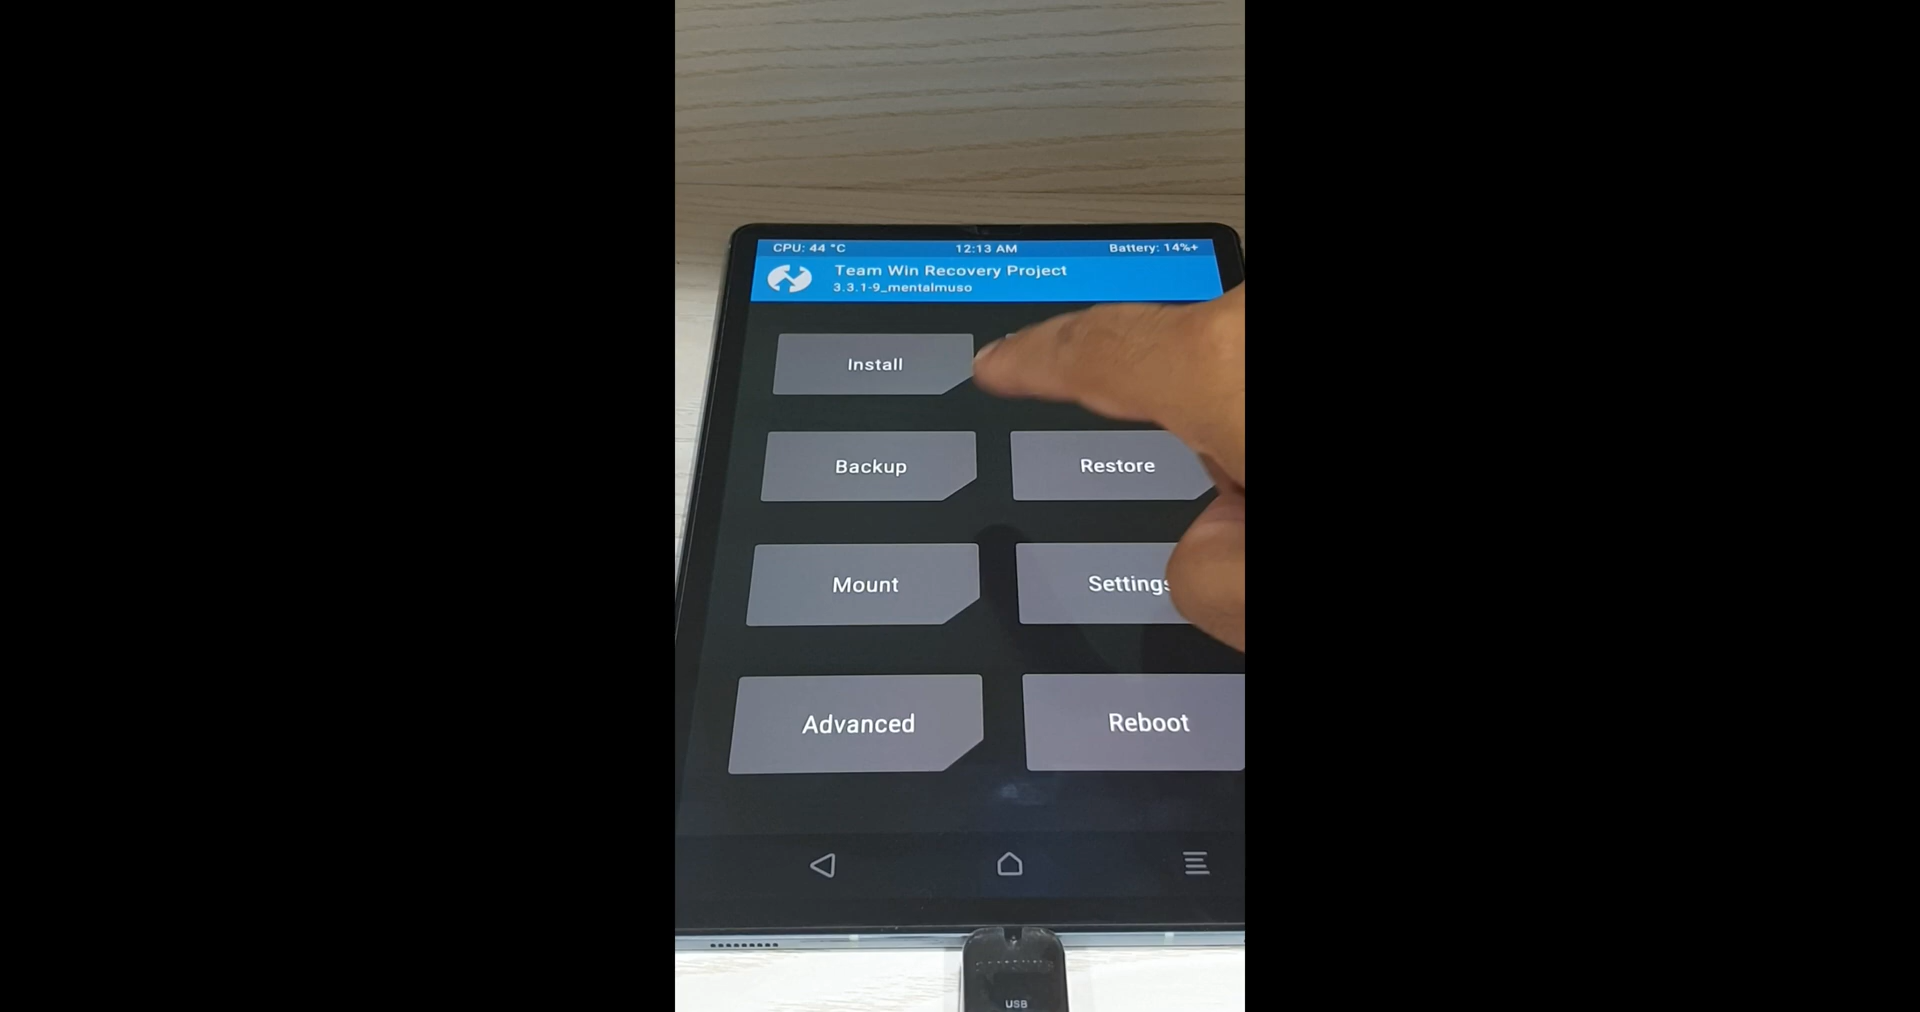 CPU: 44 °C 12:13 AM Battery: 14%+
Team Win Recovery Project
3.3.1-9_mentalmuso
Install
Backup Restore
Mount Settings
Advanced Reboot
USB